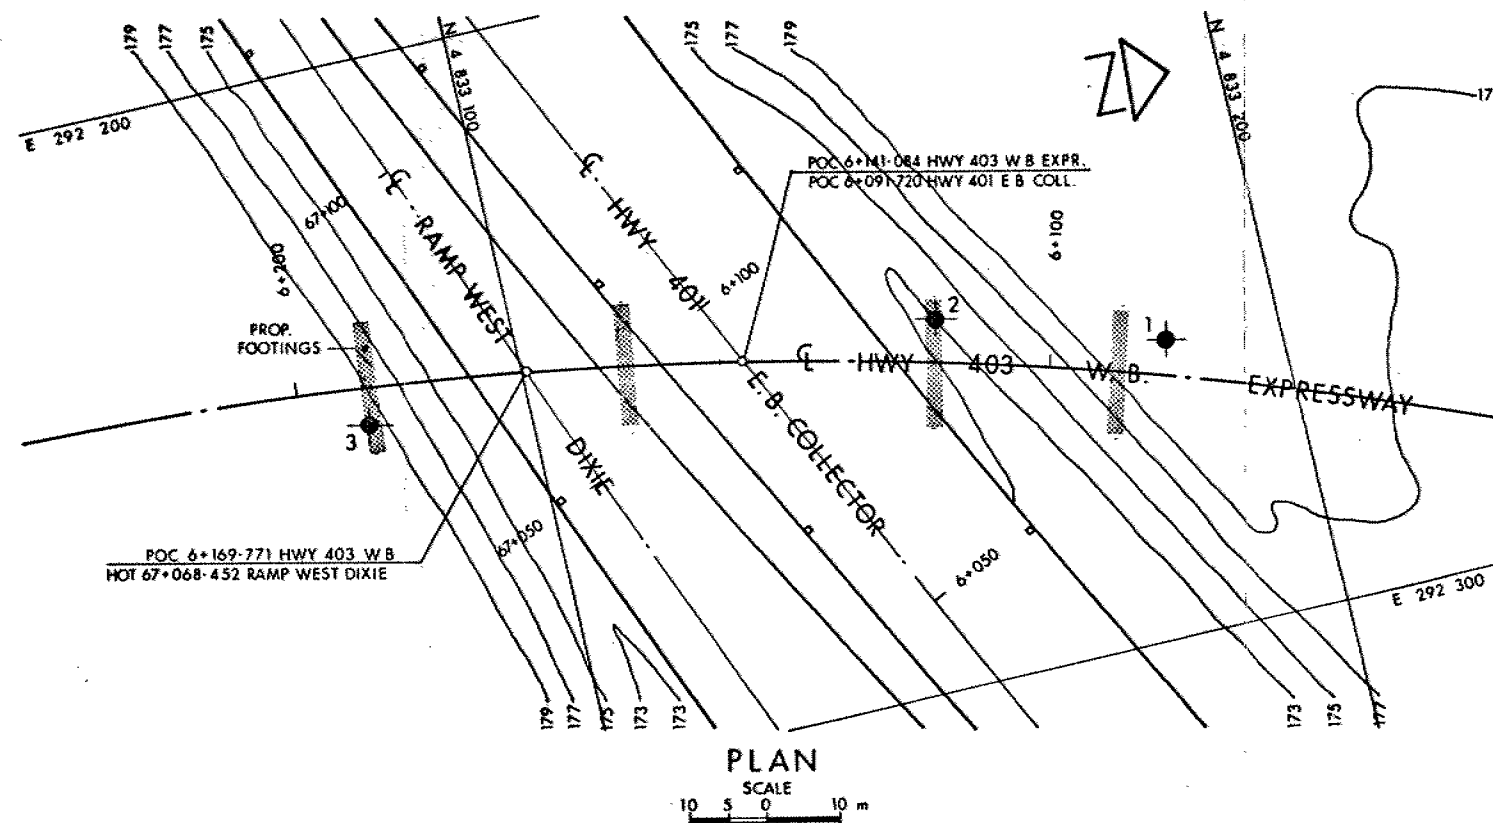 179
177
175
175
177
179
N 4 833 100
N 4 833 200
E 292 200
17
POC 6+141·084 HWY 403 W B EXPR.
POC 6+091·720 HWY 401 E B COLL.
67+100
6+200
RAMP WEST DIXIE
HWY 401 E. B. COLLECTOR
6+100
6+100
PROP.
FOOTINGS
2
1
HWY 403 W. B. EXPRESSWAY
3
67+050
6+050
POC 6+169·771 HWY 403 W B
HOT 67+068·452 RAMP WEST DIXIE
E 292 300
179
177
175
173
173
173
175
177
PLAN
SCALE
10 5 0 10 m